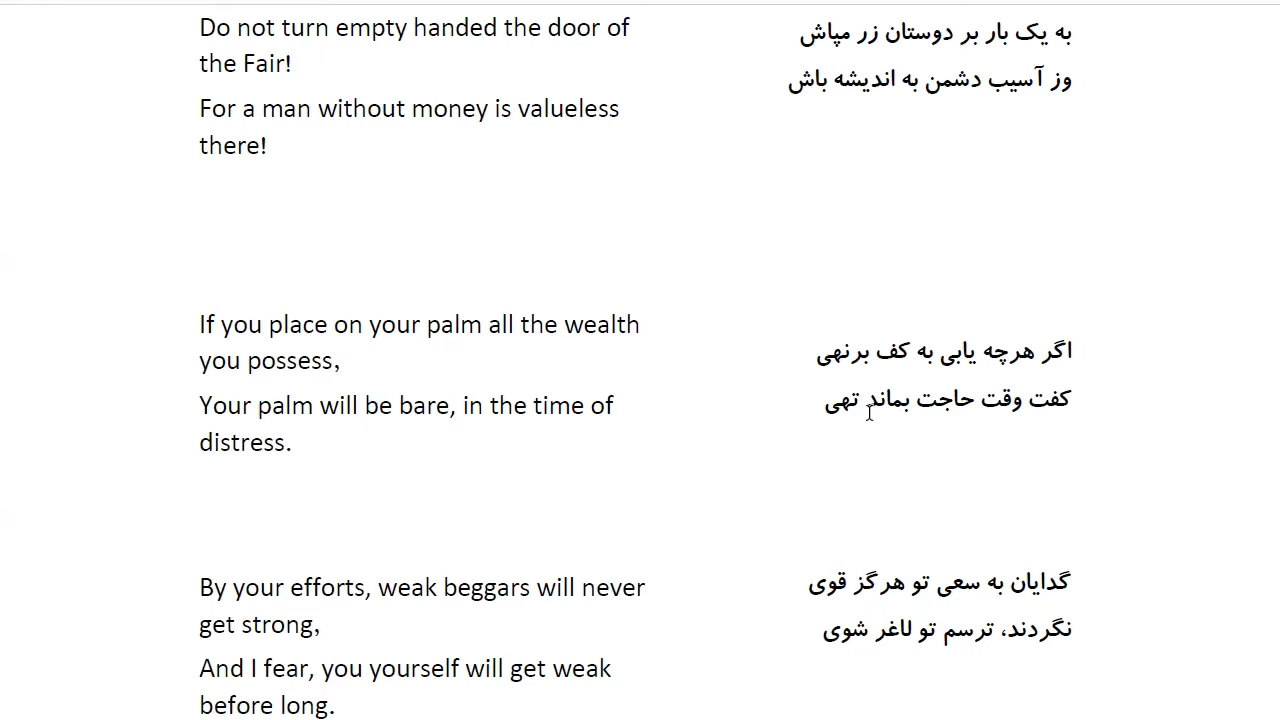 Do not turn empty handed the door of
the Fair!
For a man without money is valueless
there!
به یک بار بر دوستان زر مپاش
وز آسیب دشمن به اندیشه باش
If you place on your palm all the wealth
you possess,
Your palm will be bare, in the time of
distress.
اگر هرچه یابی به کف برنهی
کفت وقت حاجت بماند تهی
By your efforts, weak beggars will never
get strong,
And I fear, you yourself will get weak
before long.
گدایان به سعی تو هرگز قوی
نگردند، ترسم تو لاغر شوی